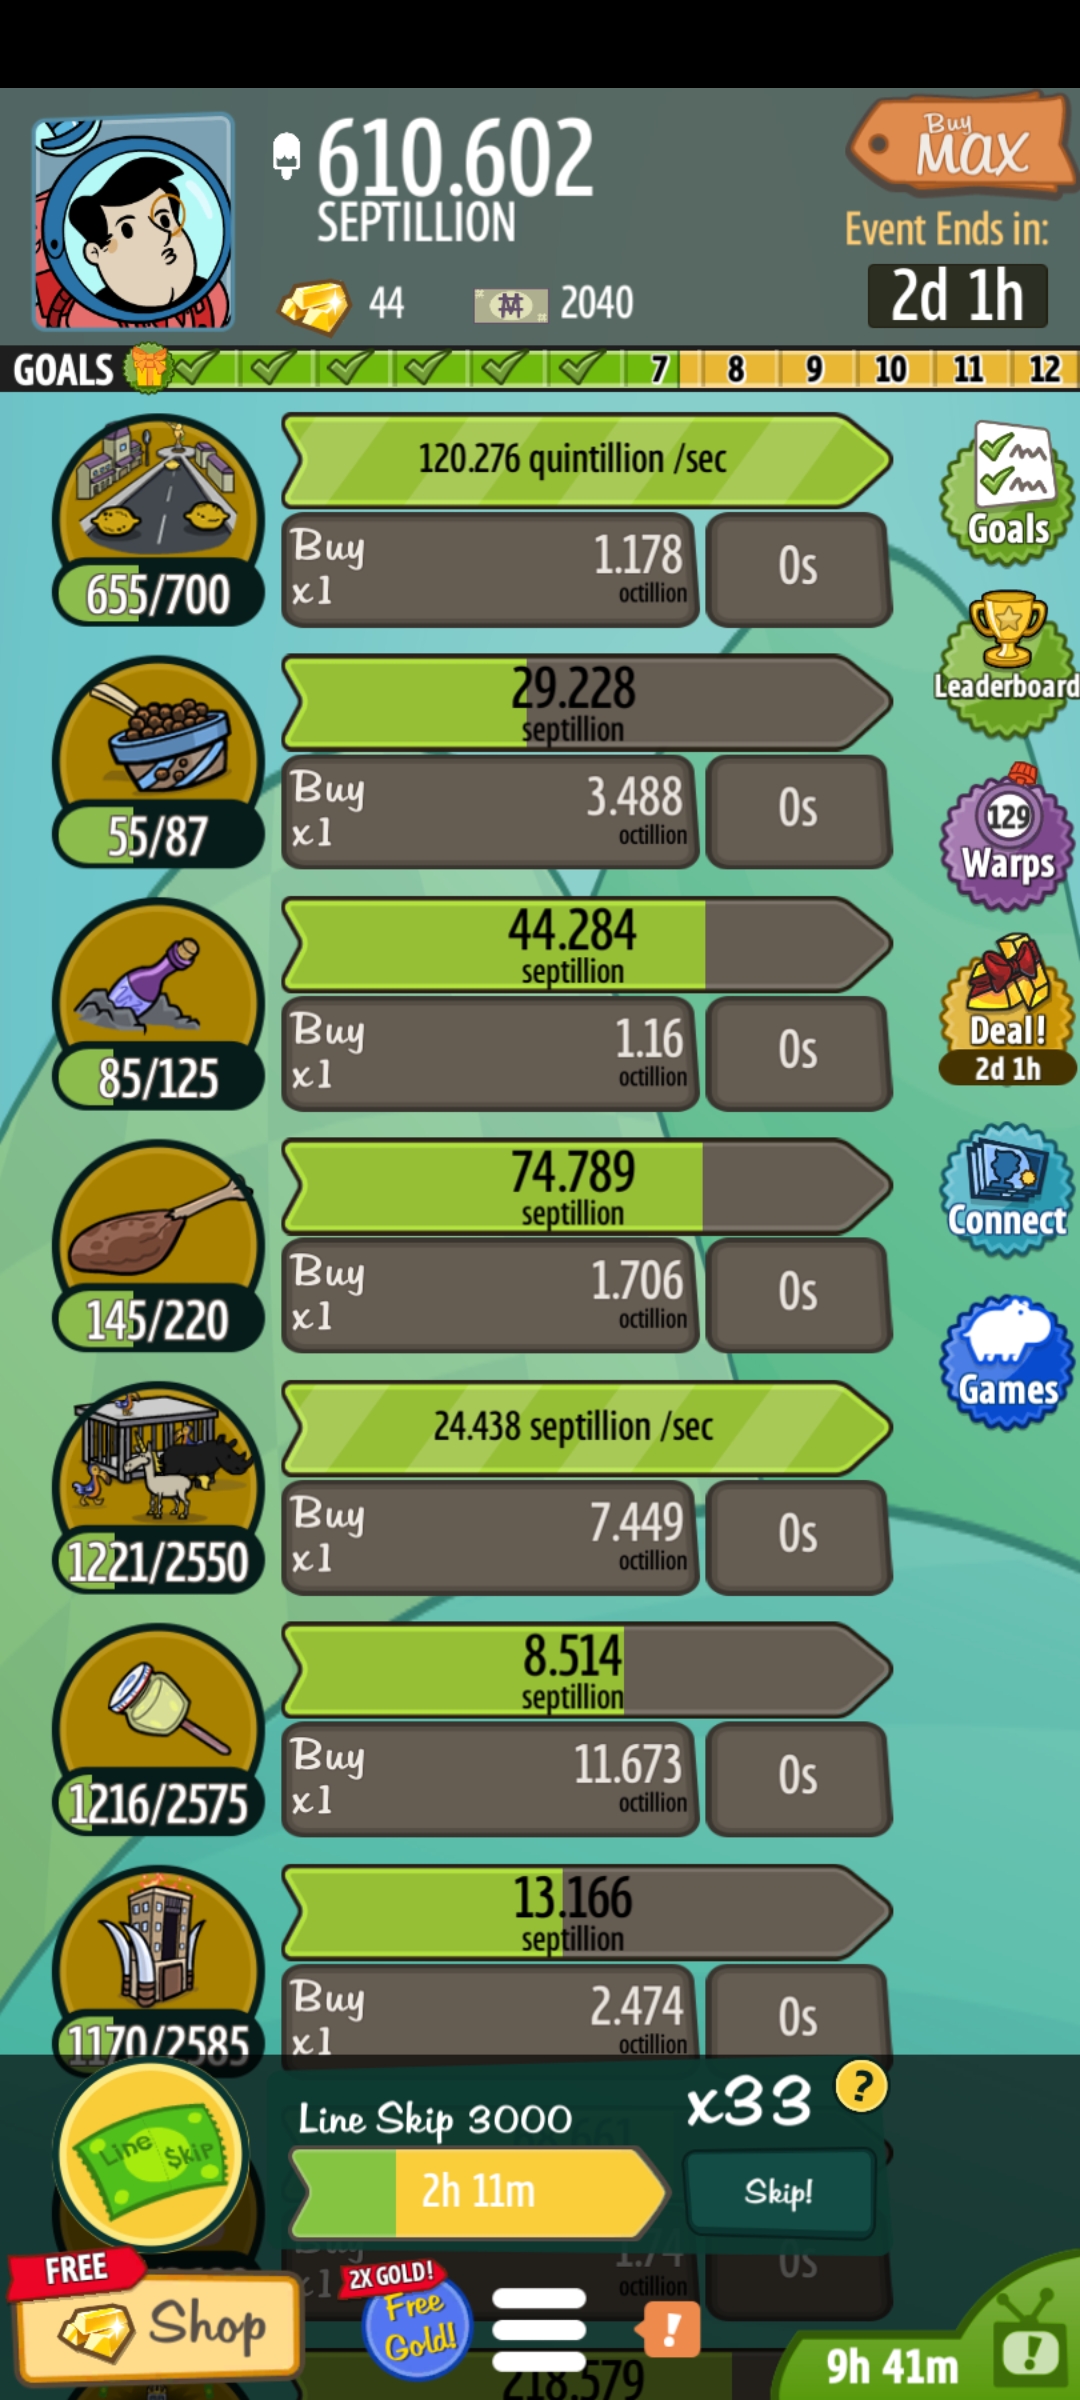 610.602
SEPTILLION
Buy
MAX
Event Ends in:
2d 1h
44
2040
GOALS
7 8 9 10 11 12
120.276 quintillion /sec
Buy
x1
1.178
octillion
0s
655/700
Goals
29.228
septillion
Buy
x1
3.488
octillion
0s
55/87
Leaderboard
44.284
septillion
Buy
x1
1.16
octillion
0s
85/125
129
Warps
74.789
septillion
Buy
x1
1.706
octillion
0s
145/220
Deal!
2d 1h
Connect
24.438 septillion /sec
Buy
x1
7.449
octillion
0s
1221/2550
Games
8.514
septillion
Buy
x1
11.673
octillion
0s
1216/2575
13.166
septillion
Buy
x1
2.474
octillion
0s
1170/2585
Line Skip
Line Skip 3000
x33
?
2h 11m
Skip!
x1
1.74
octillion
0s
FREE
Shop
2X GOLD!
Free
Gold!
!
9h 41m
!
218.579